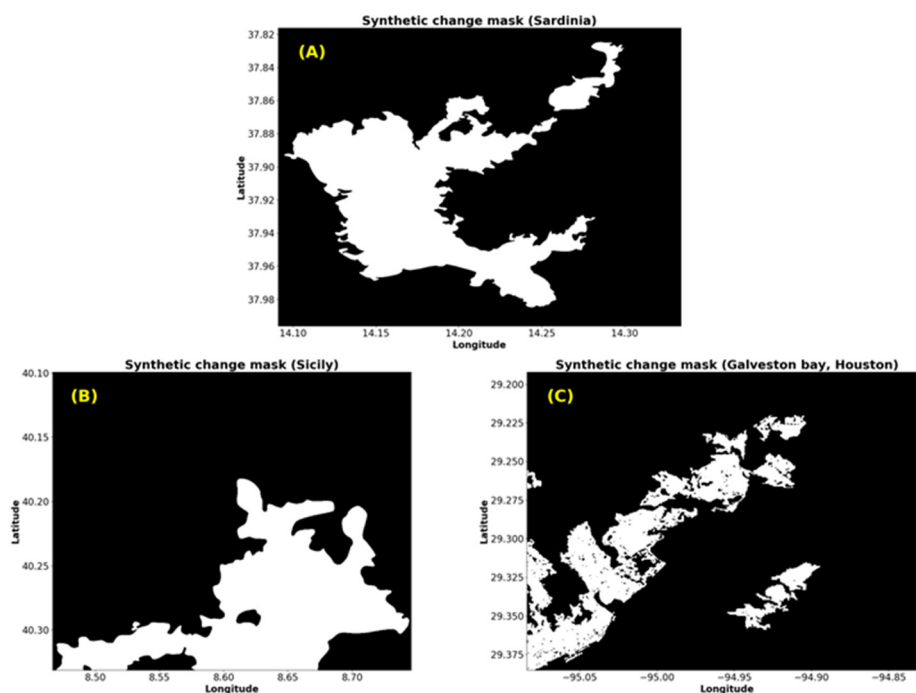 Synthetic change mask (Sardinia)
(A)
37.82
37.84
37.86
37.88
37.90
37.92
37.94
37.96
37.98
Latitude
14.10 14.15 14.20 14.25 14.30
Longitude
Synthetic change mask (Sicily)
(B)
40.10
40.15
40.20
40.25
40.30
Latitude
8.50 8.55 8.60 8.65 8.70
Longitude
Synthetic change mask (Galveston bay, Houston)
(C)
29.200
29.225
29.250
29.275
29.300
29.325
29.350
29.375
Latitude
−95.05 −95.00 −94.95 −94.90 −94.85
Longitude